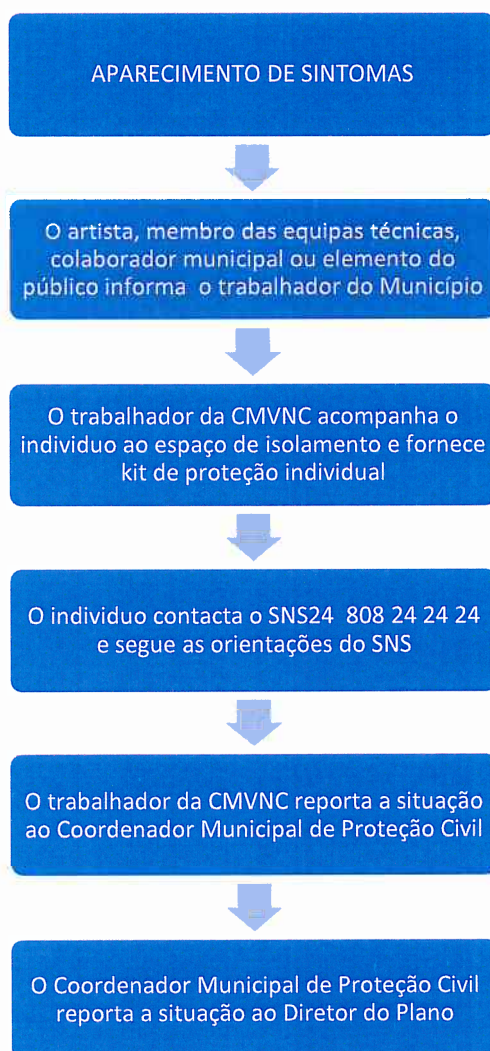 APARECIMENTO DE SINTOMAS
O artista, membro das equipas técnicas,
colaborador municipal ou elemento do
público informa o trabalhador do Município
O trabalhador da CMVNC acompanha o
individuo ao espaço de isolamento e fornece
kit de proteção individual
O individuo contacta o SNS24 808 24 24 24
e segue as orientações do SNS
O trabalhador da CMVNC reporta a situação
ao Coordenador Municipal de Proteção Civil
O Coordenador Municipal de Proteção Civil
reporta a situação ao Diretor do Plano